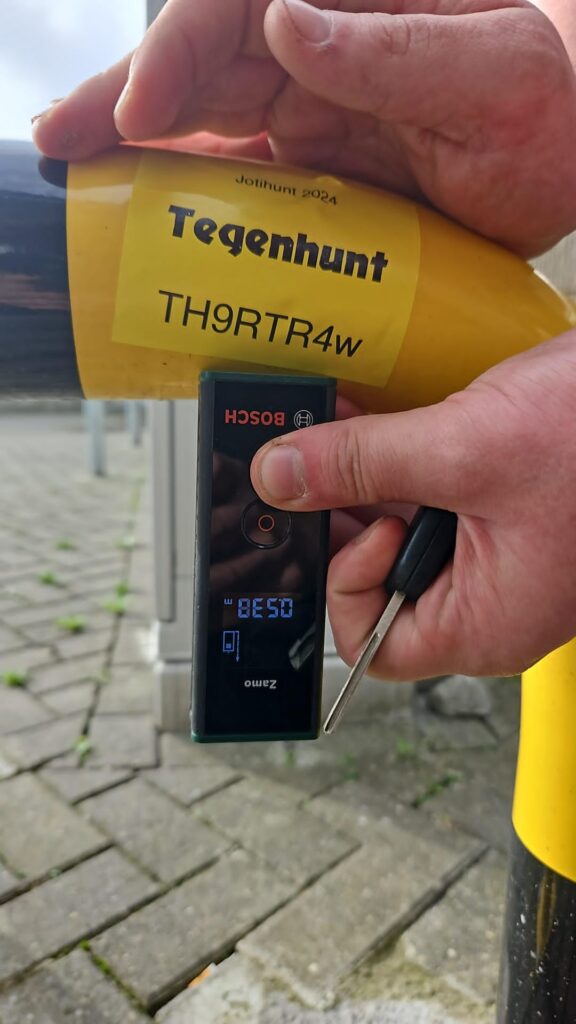 Jotihunt 2024
Tegenhunt
TH9RTR4w
BOSCH
0.538 m
Zamo